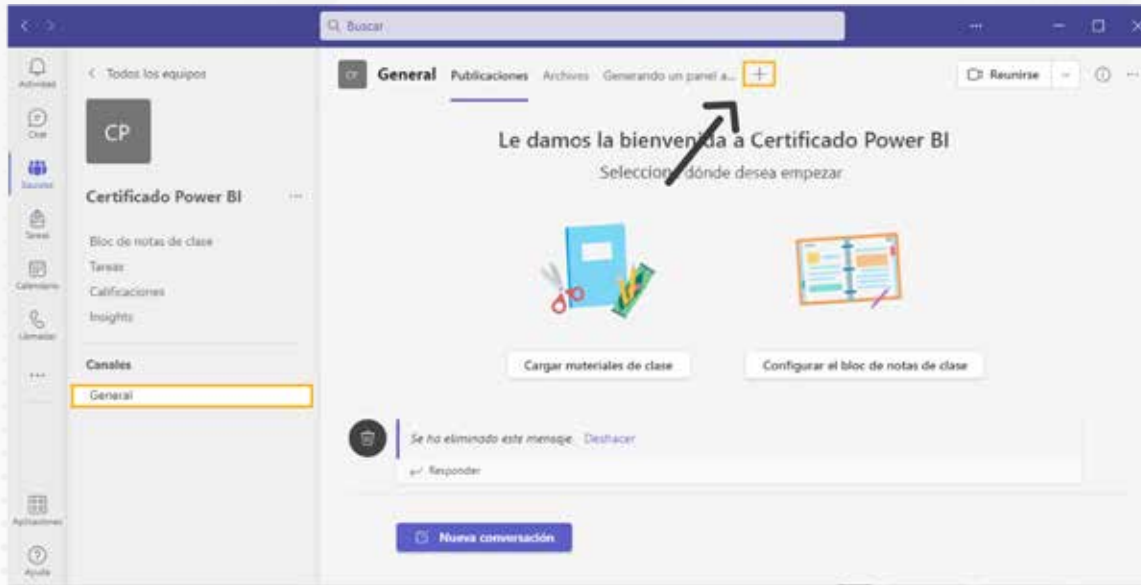 Buscar
Actividad
Chat
Equipos
Tareas
Calendario
Llamadas
Aplicaciones
Ayuda
Todos los equipos
CP
Certificado Power BI
Bloc de notas de clase
Tareas
Calificaciones
Insights
Canales
General
CP
General
Publicaciones
Archivos
Generando un panel a...
Reunirse
Le damos la bienvenida a Certificado Power BI
Seleccione dónde desea empezar
Cargar materiales de clase
Configurar el bloc de notas de clase
Se ha eliminado este mensaje. Deshacer
Responder
Nueva conversación